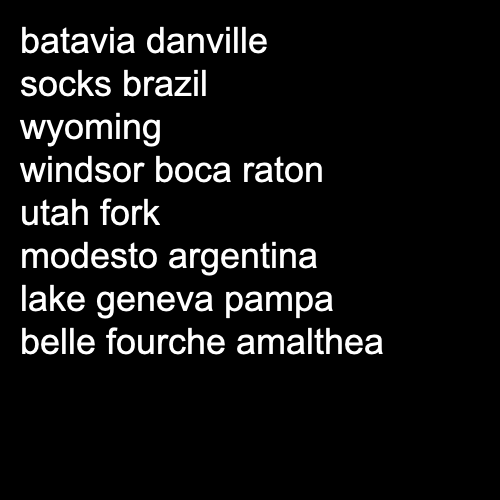 batavia danville
socks brazil
wyoming
windsor boca raton
utah fork
modesto argentina
lake geneva pampa
belle fourche amalthea